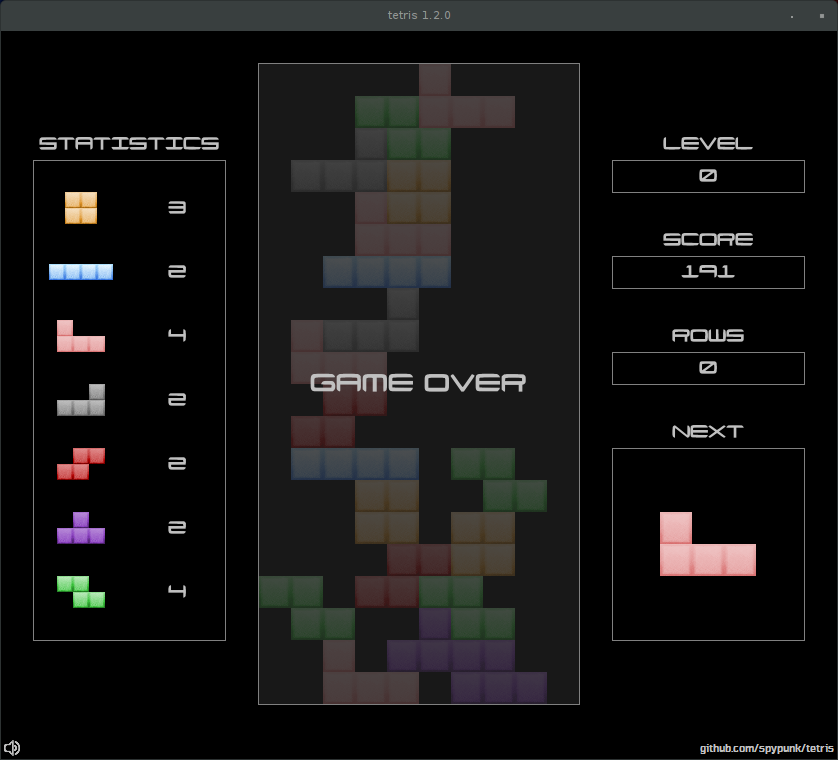 tetris 1.2.0
STATISTICS
3
2
4
2
2
2
4
GAME OVER
LEVEL
0
SCORE
191
ROWS
0
NEXT
github.com/spypunk/tetris